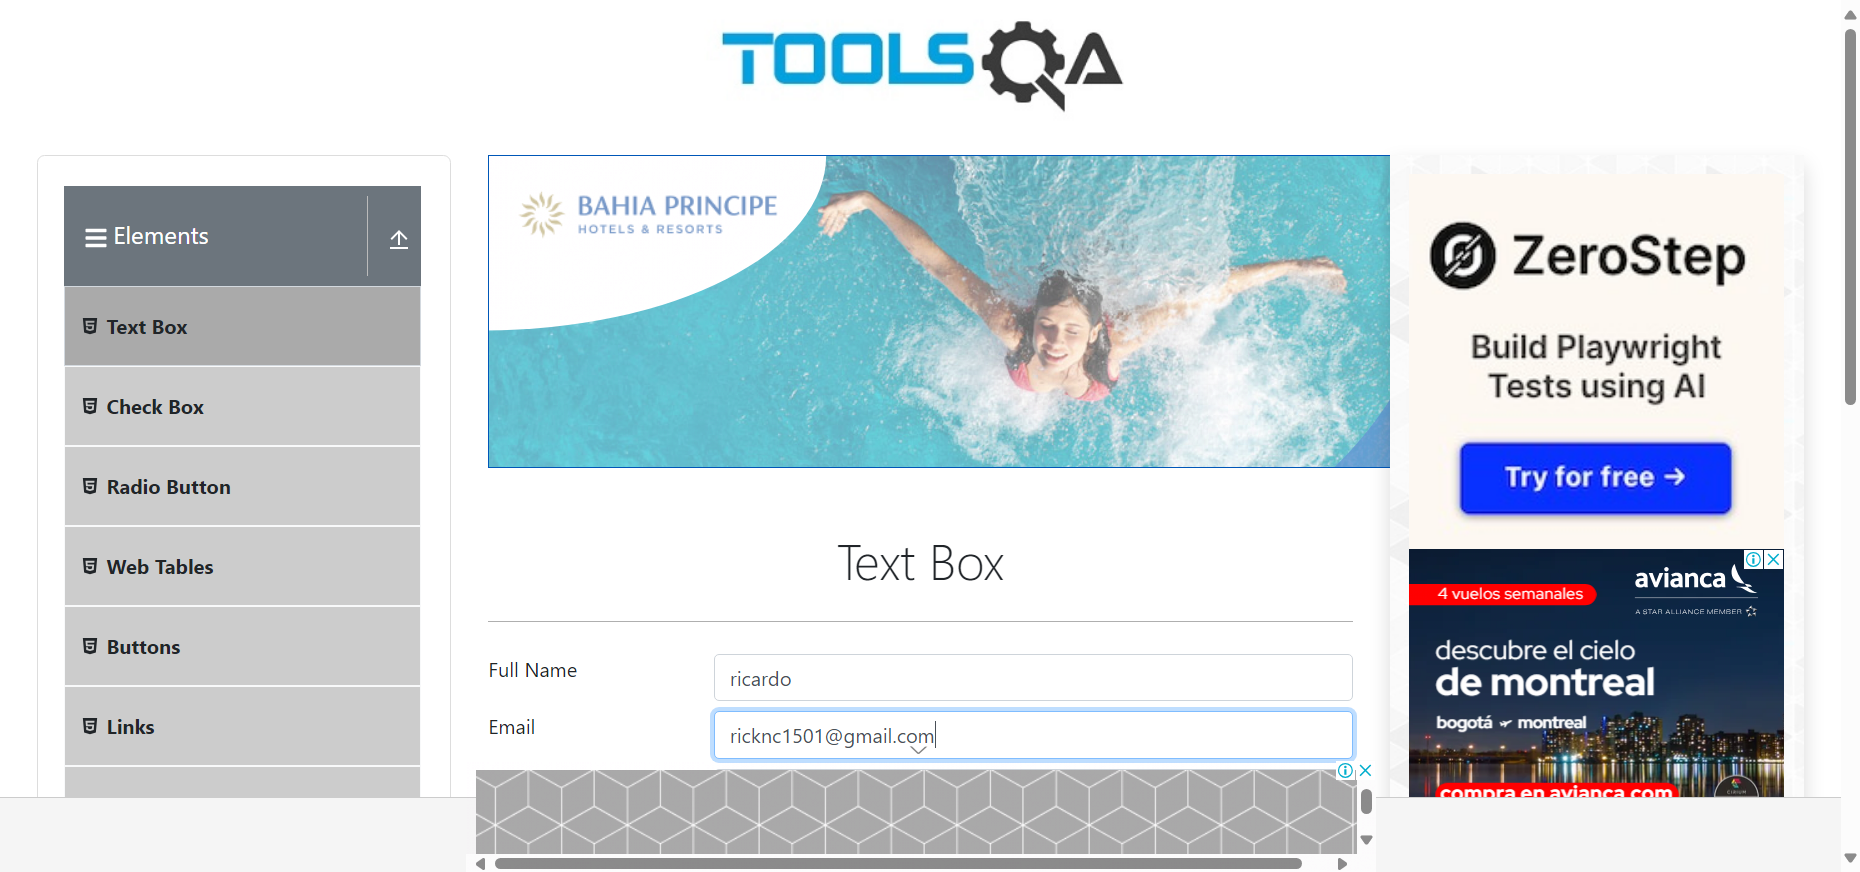 TOOLSQA
Elements
Text Box
Check Box
Radio Button
Web Tables
Buttons
Links
BAHIA PRINCIPE
HOTELS & RESORTS
Text Box
Full Name
ricardo
Email
ricknc1501@gmail.com
ZeroStep
Build Playwright
Tests using AI
Try for free →
avianca
A STAR ALLIANCE MEMBER
4 vuelos semanales
descubre el cielo
de montreal
bogotá montreal
compra en avianca.com